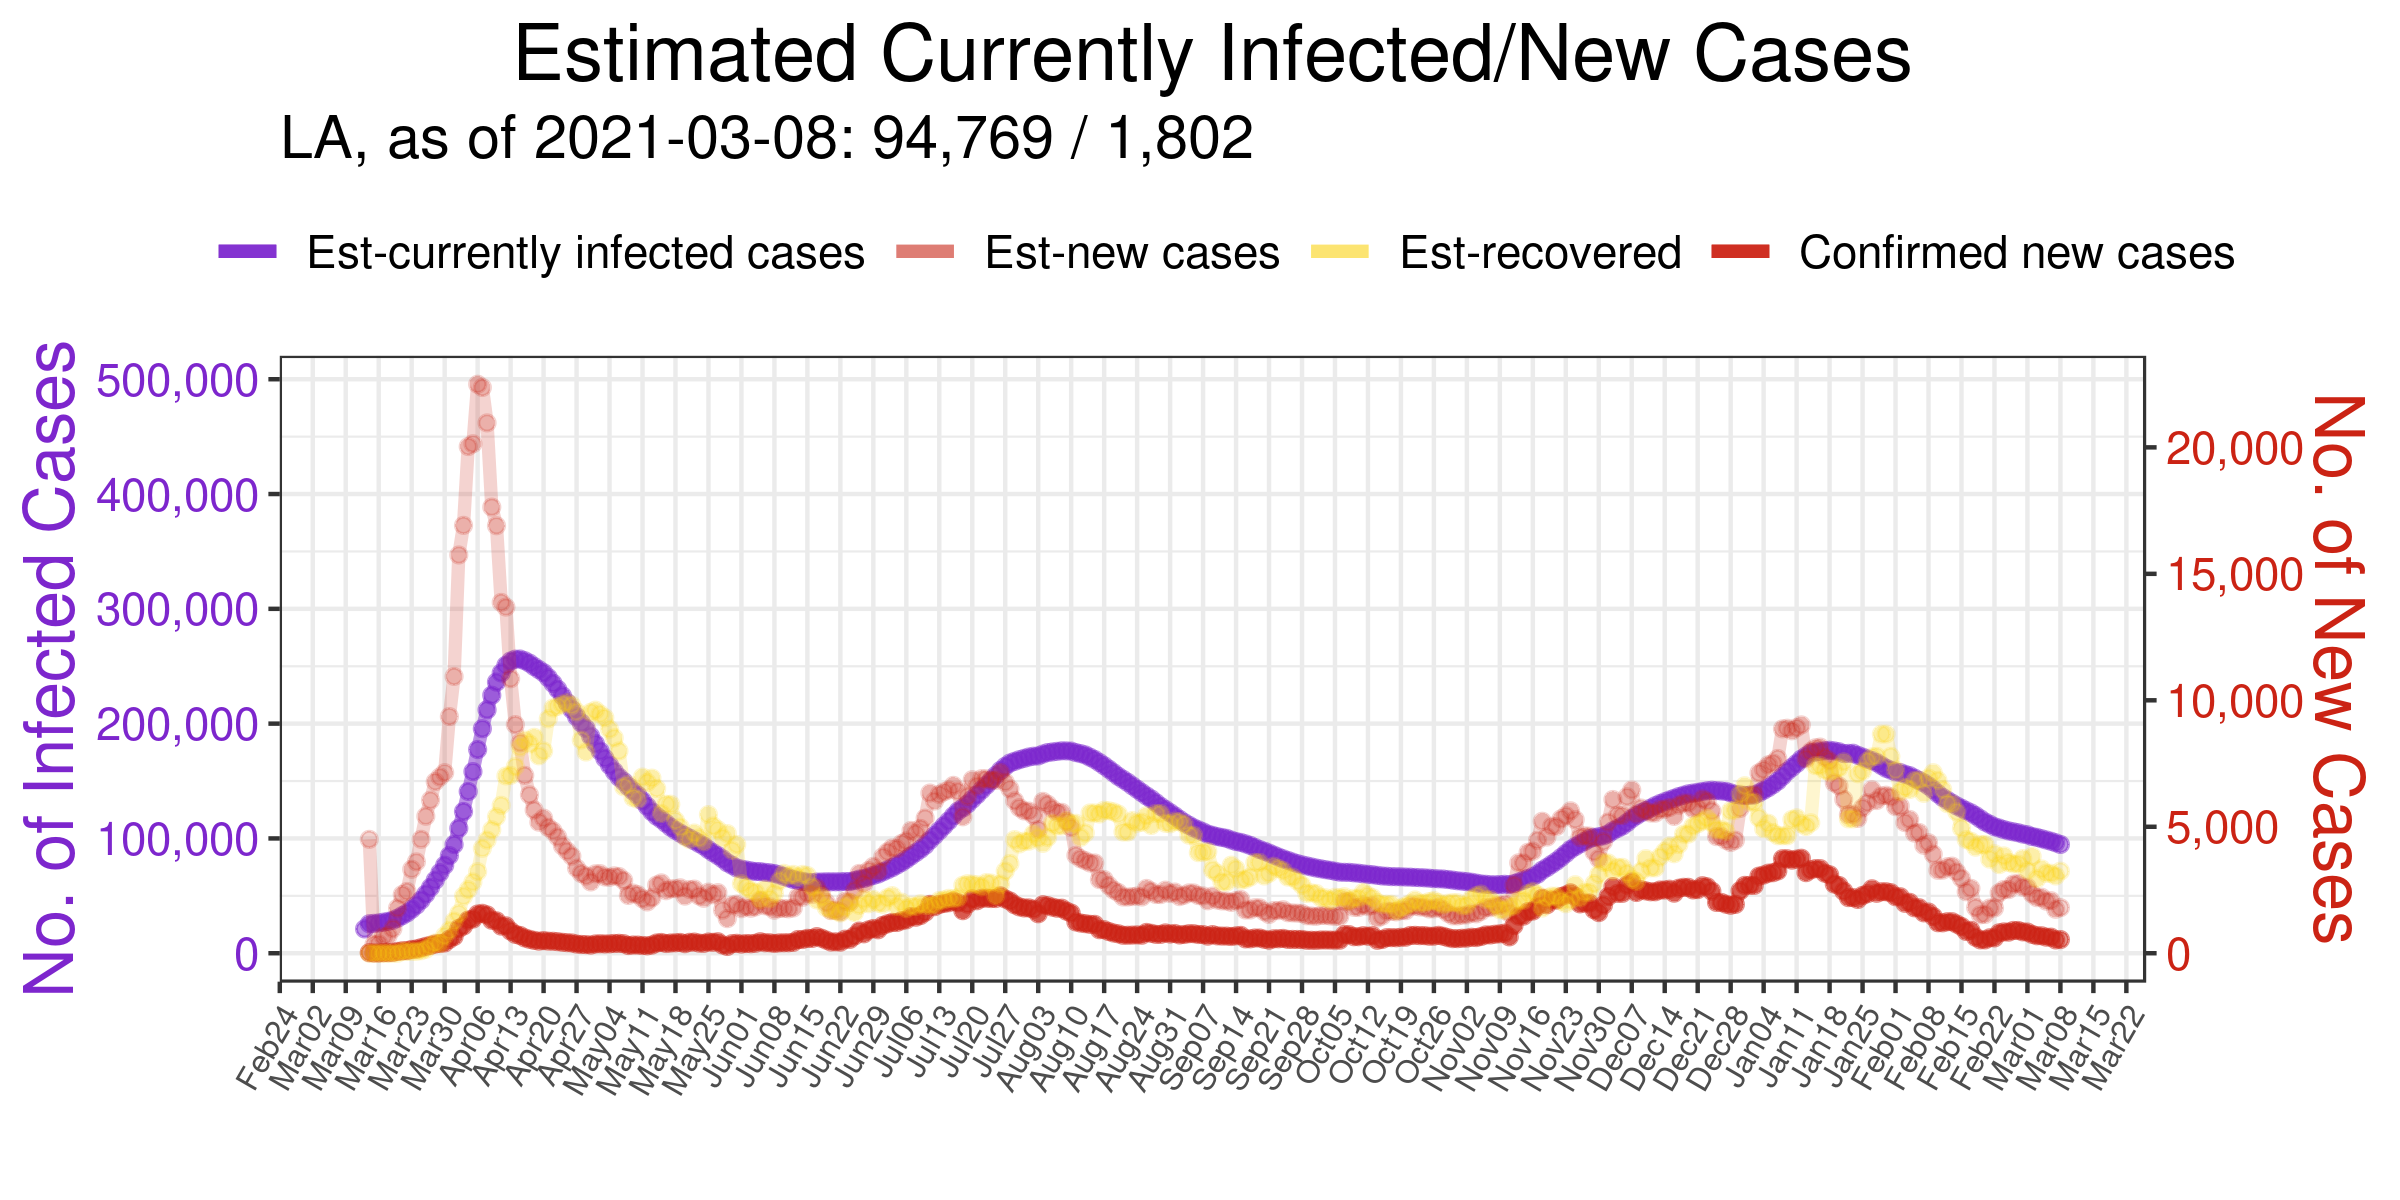 Estimated Currently Infected/New Cases
LA, as of 2021-03-08: 94,769 / 1,802
Est-currently infected cases Est-new cases Est-recovered Confirmed new cases
No. of Infected Cases
500,000
400,000
300,000
200,000
100,000
0
20,000
15,000
10,000
5,000
0
No. of New Cases
Feb24 Mar02 Mar09 Mar16 Mar23 Mar30 Apr06 Apr13 Apr20 Apr27 May04 May11 May18 May25 Jun01 Jun08 Jun15 Jun22 Jun29 Jul06 Jul13 Jul20 Jul27 Aug03 Aug10 Aug17 Aug24 Aug31 Sep07 Sep14 Sep21 Sep28 Oct05 Oct12 Oct19 Oct26 Nov02 Nov09 Nov16 Nov23 Nov30 Dec07 Dec14 Dec21 Dec28 Jan04 Jan11 Jan18 Jan25 Feb01 Feb08 Feb15 Feb22 Mar01 Mar08 Mar15 Mar22